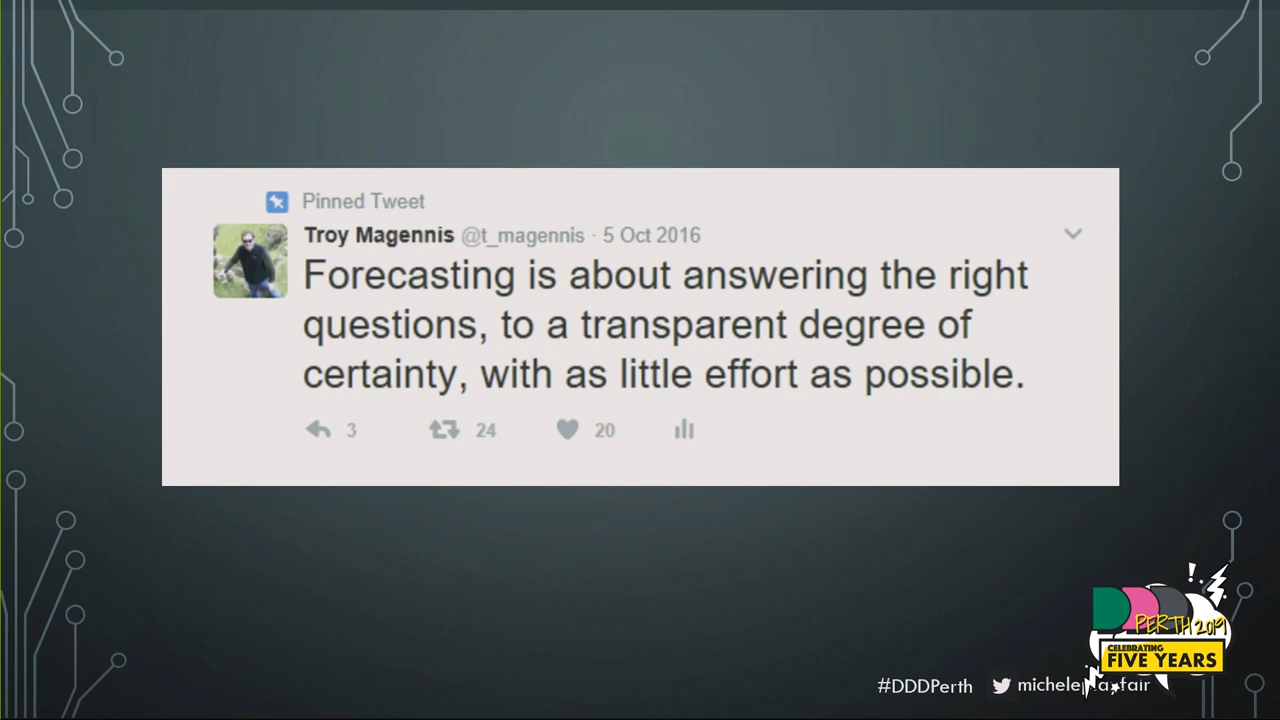 Pinned Tweet
Troy Magennis @t_magennis · 5 Oct 2016
Forecasting is about answering the right
questions, to a transparent degree of
certainty, with as little effort as possible.
3 24 20
PERTH 2019
CELEBRATING
FIVE YEARS
#DDDPerth